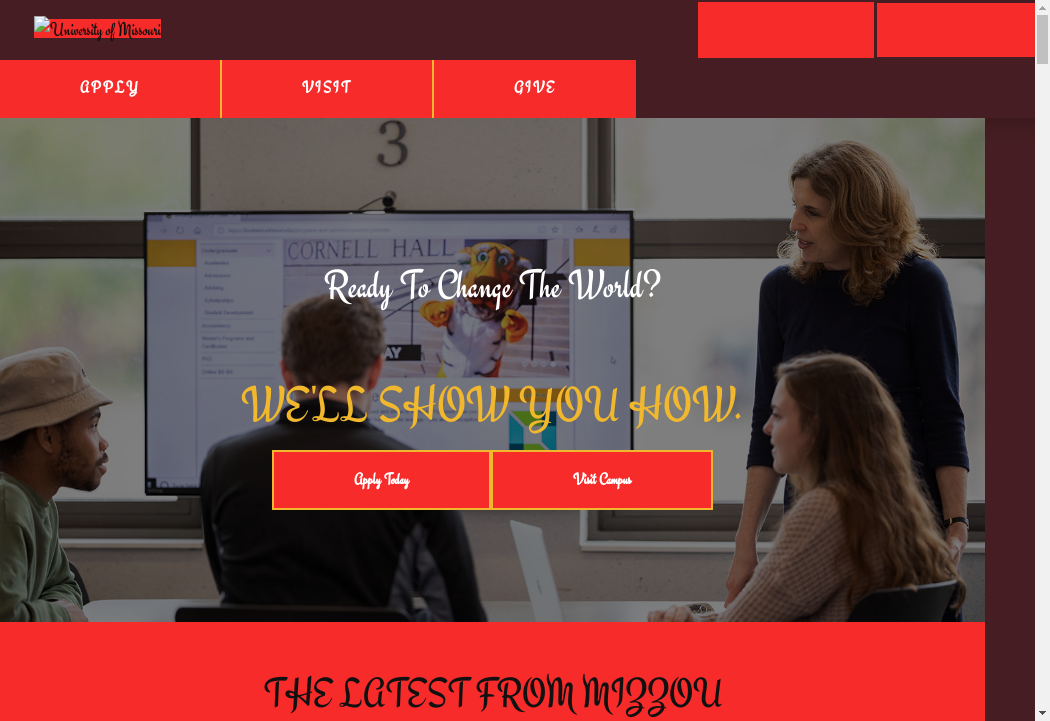 University of Missouri
APPLY
VISIT
GIVE
3
CORNELL HALL
Ready To Change The World?
AY
WE'LL SHOW YOU HOW.
Apply Today
Visit Campus
THE LATEST FROM MIZZOU